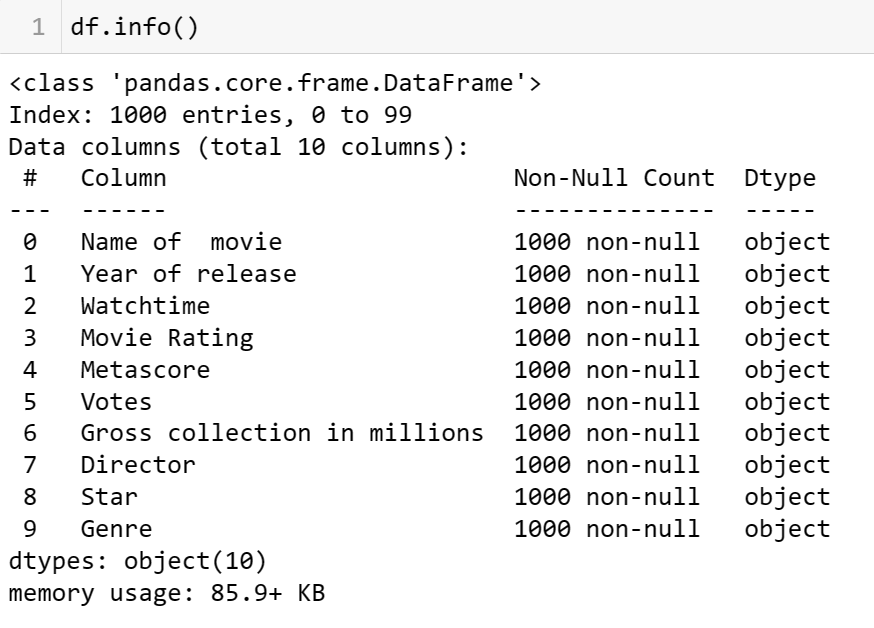 1 df.info()
<class 'pandas.core.frame.DataFrame'>
Index: 1000 entries, 0 to 99
Data columns (total 10 columns):
 #   Column                        Non-Null Count  Dtype
---  ------                        --------------  -----
 0   Name of  movie                1000 non-null   object
 1   Year of release               1000 non-null   object
 2   Watchtime                     1000 non-null   object
 3   Movie Rating                  1000 non-null   object
 4   Metascore                     1000 non-null   object
 5   Votes                         1000 non-null   object
 6   Gross collection in millions  1000 non-null   object
 7   Director                      1000 non-null   object
 8   Star                          1000 non-null   object
 9   Genre                         1000 non-null   object
dtypes: object(10)
memory usage: 85.9+ KB